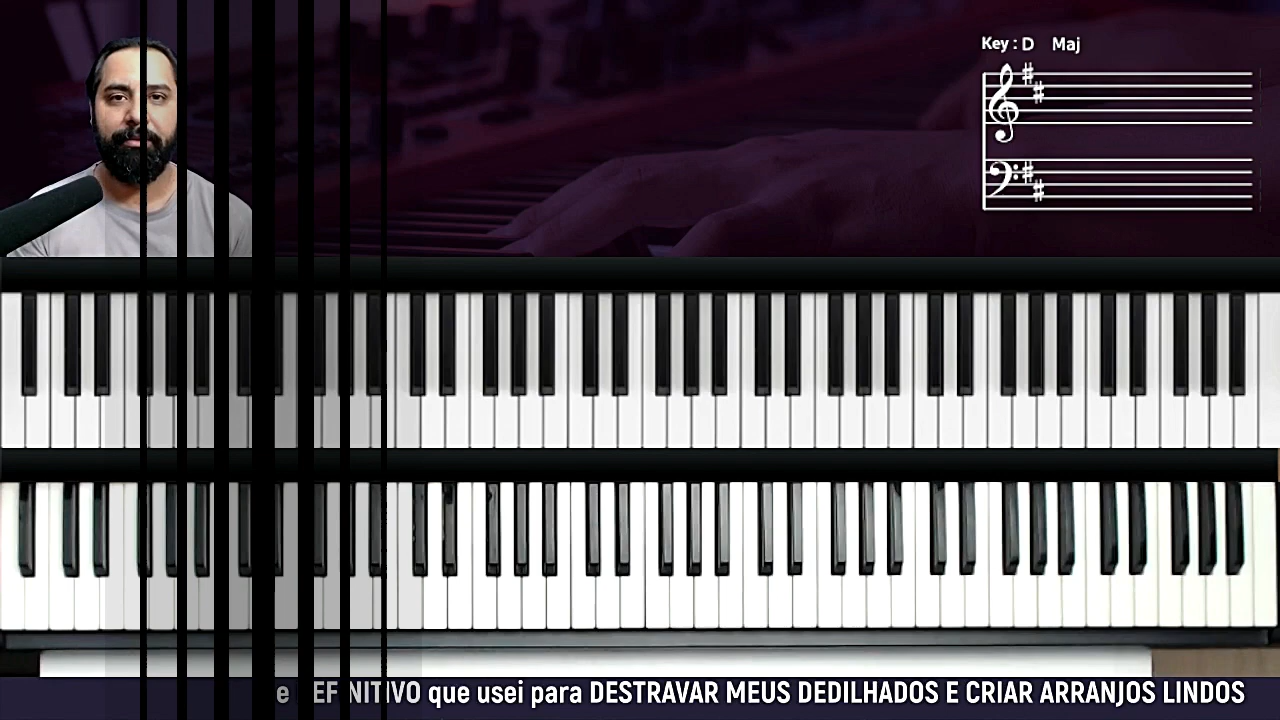 Key : D Maj
e DEFINITIVO que usei para DESTRAVAR MEUS DEDILHADOS E CRIAR ARRANJOS LINDOS